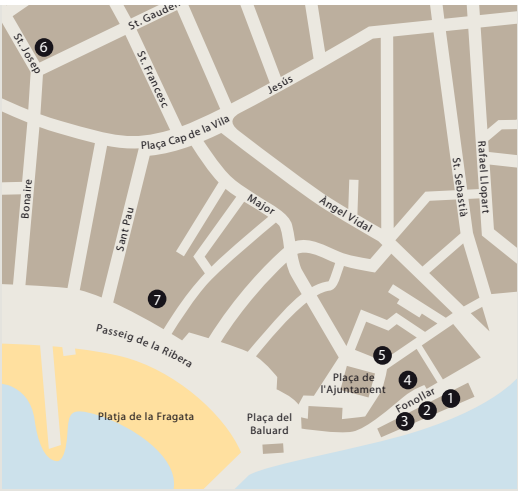 St. Gauden
St. Josep
6
St. Francesc
Jesús
Plaça Cap de la Vila
Rafael Llopart
St. Sebastià
Bonaire
Sant Pau
Major
Àngel Vidal
7
Passeig de la Ribera
5
Plaça de
l'Ajuntament
4
Fonollar
1
2
3
Platja de la Fragata
Plaça del
Baluard